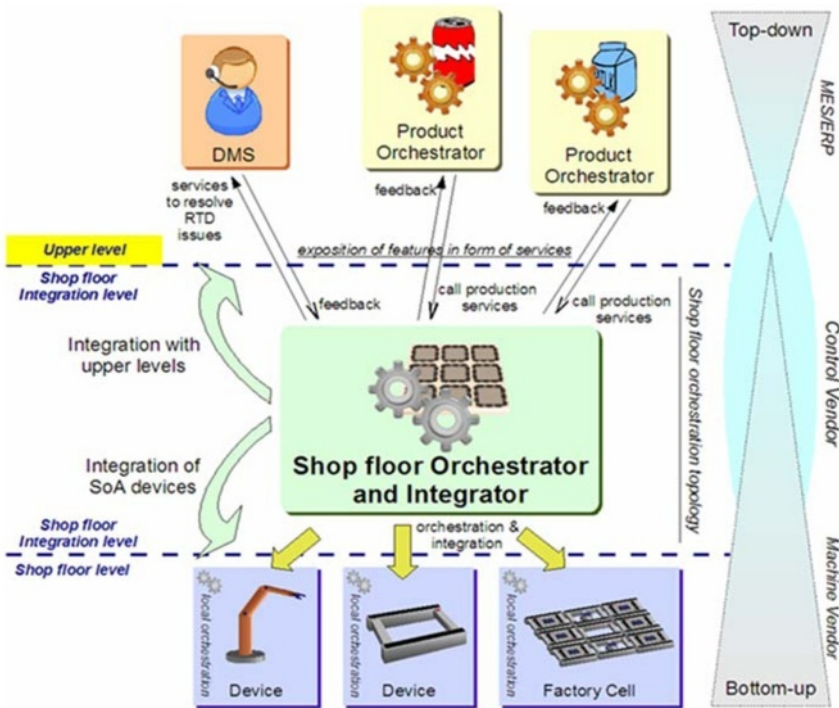 Top-down
MES/ERP
DMS
Product
Orchestrator
Product
Orchestrator
services
to resolve
RTD
issues
feedback
feedback
Upper level
exposition of features in form of services
Shop floor
Integration level
feedback
call production
services
call production
services
Integration with
upper levels
Shop floor orchestration topology
Control Vendor
Integration of
SoA devices
Shop floor Orchestrator
and Integrator
Shop floor
Integration level
orchestration &
integration
Shop floor level
Machine Vendor
local orchestration
Device
local orchestration
Device
local orchestration
Factory Cell
Bottom-up